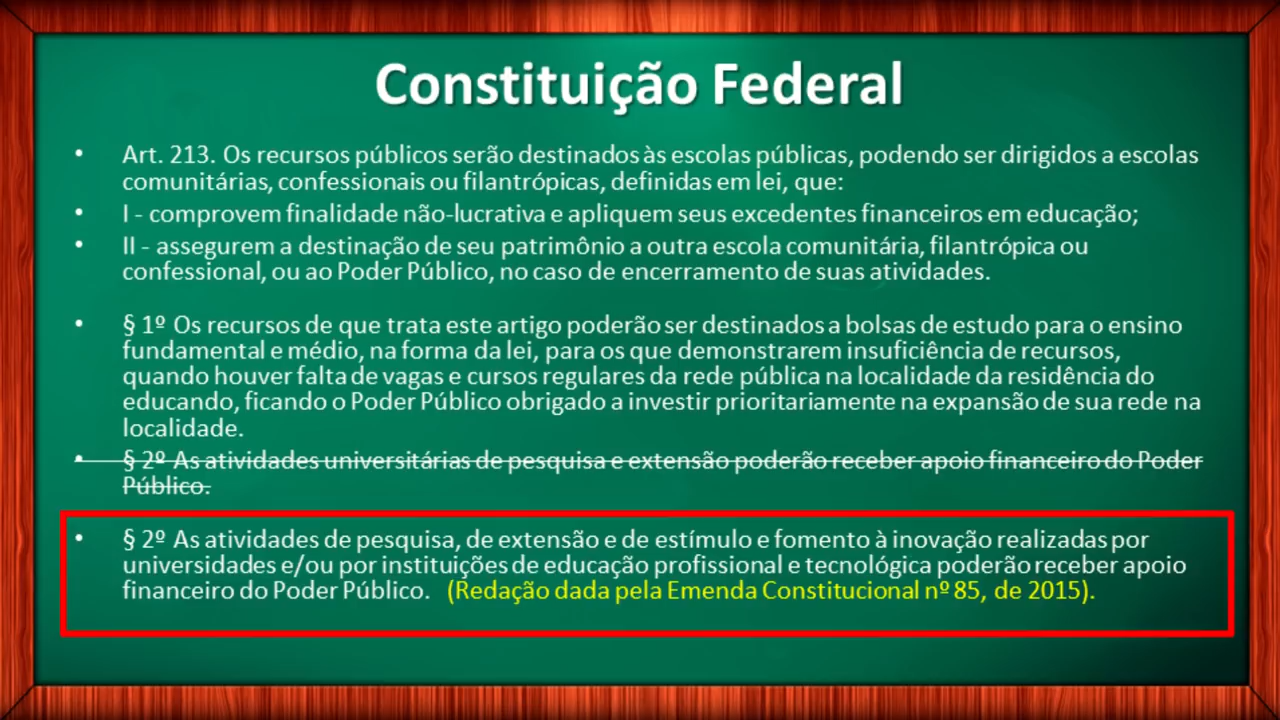 Constituição Federal
• Art. 213. Os recursos públicos serão destinados às escolas públicas, podendo ser dirigidos a escolas
comunitárias, confessionais ou filantrópicas, definidas em lei, que:
• I - comprovem finalidade não-lucrativa e apliquem seus excedentes financeiros em educação;
• II - assegurem a destinação de seu patrimônio a outra escola comunitária, filantrópica ou
confessional, ou ao Poder Público, no caso de encerramento de suas atividades.
• § 1º Os recursos de que trata este artigo poderão ser destinados a bolsas de estudo para o ensino
fundamental e médio, na forma da lei, para os que demonstrarem insuficiência de recursos,
quando houver falta de vagas e cursos regulares da rede pública na localidade da residência do
educando, ficando o Poder Público obrigado a investir prioritariamente na expansão de sua rede na
localidade.
• § 2º As atividades universitárias de pesquisa e extensão poderão receber apoio financeiro do Poder
Público.
• § 2º As atividades de pesquisa, de extensão e de estímulo e fomento à inovação realizadas por
universidades e/ou por instituições de educação profissional e tecnológica poderão receber apoio
financeiro do Poder Público. (Redação dada pela Emenda Constitucional nº 85, de 2015).